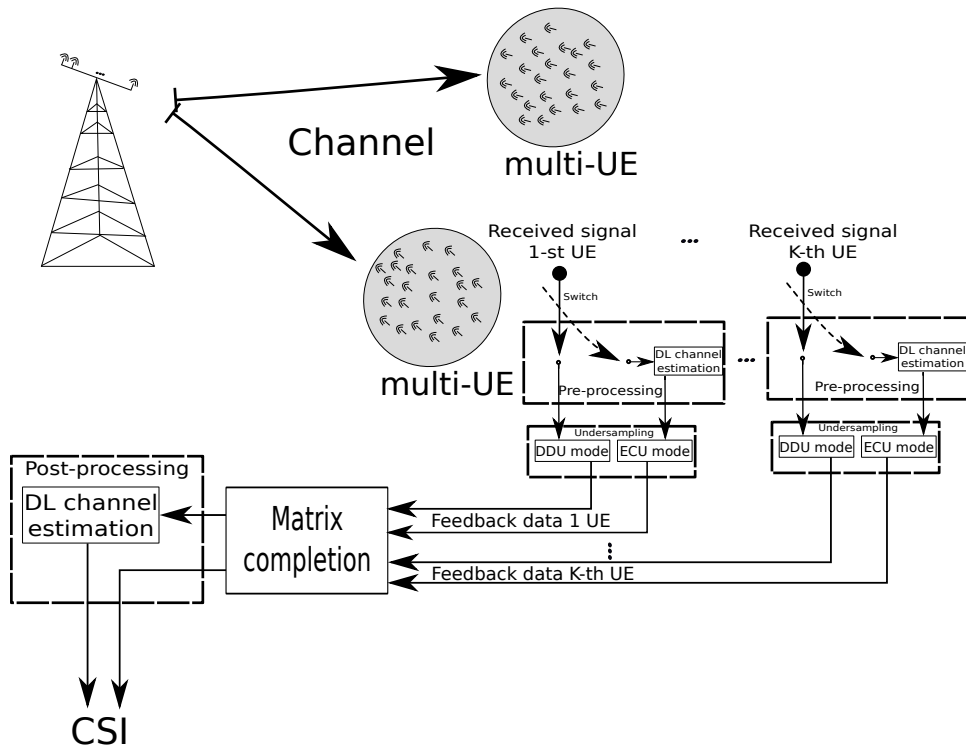 Channel
multi-UE
multi-UE
Received signal
1-st UE
...
Received signal
K-th UE
Switch
Switch
DL channel
estimation
Pre-processing
...
DL channel
estimation
Pre-processing
Undersampling
DDU mode
ECU mode
Undersampling
DDU mode
ECU mode
Post-processing
DL channel
estimation
Matrix
completion
Feedback data 1 UE
Feedback data K-th UE
CSI